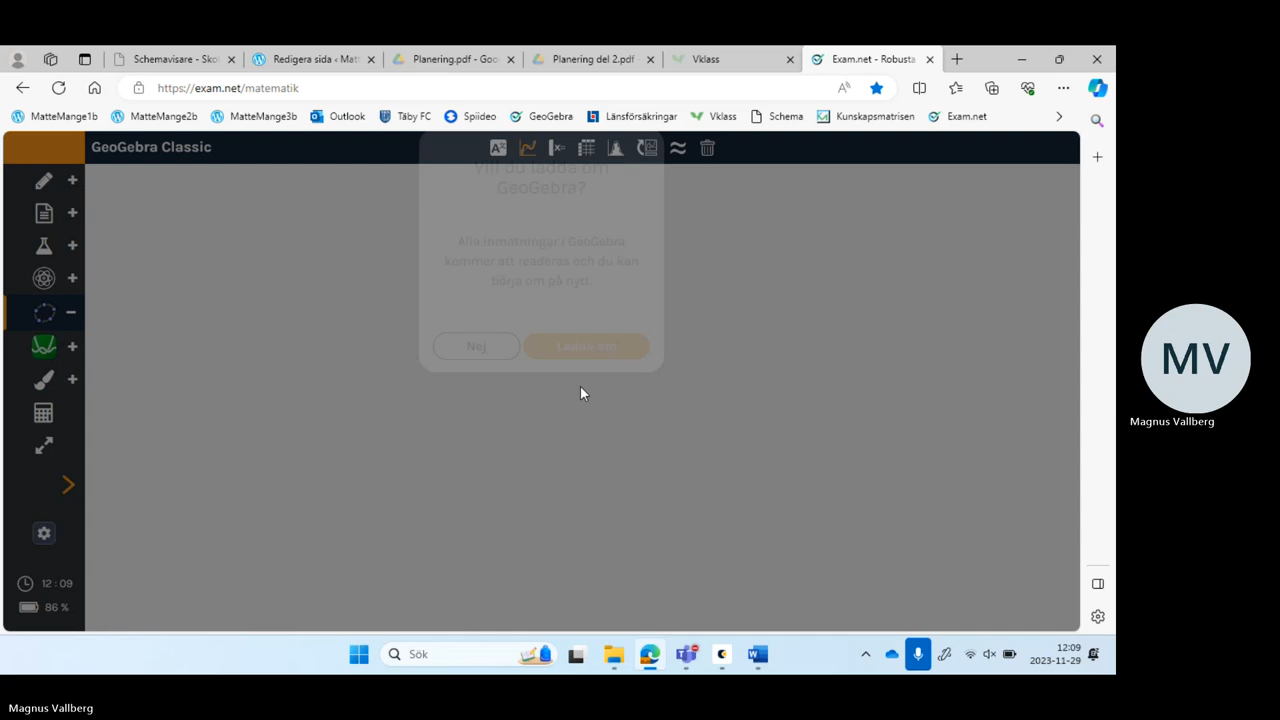 Schemavisare - Sko
Redigera sida ‹ Matt
Planering.pdf - Goo
Planering del 2.pdf
Vklass
Exam.net - Robusta
https://exam.net/matematik
MatteMange1b
MatteMange2b
MatteMange3b
Outlook
Täby FC
Spiideo
GeoGebra
Länsförsäkringar
Vklass
Schema
Kunskapsmatrisen
Exam.net
GeoGebra Classic
Vill du ladda om
GeoGebra?
Alla inmatningar i GeoGebra
kommer att raderas och du kan
börja om på nytt.
Nej
Ladda om
12:09
86 %
MV
Magnus Vallberg
Sök
12:09
2023-11-29
Magnus Vallberg